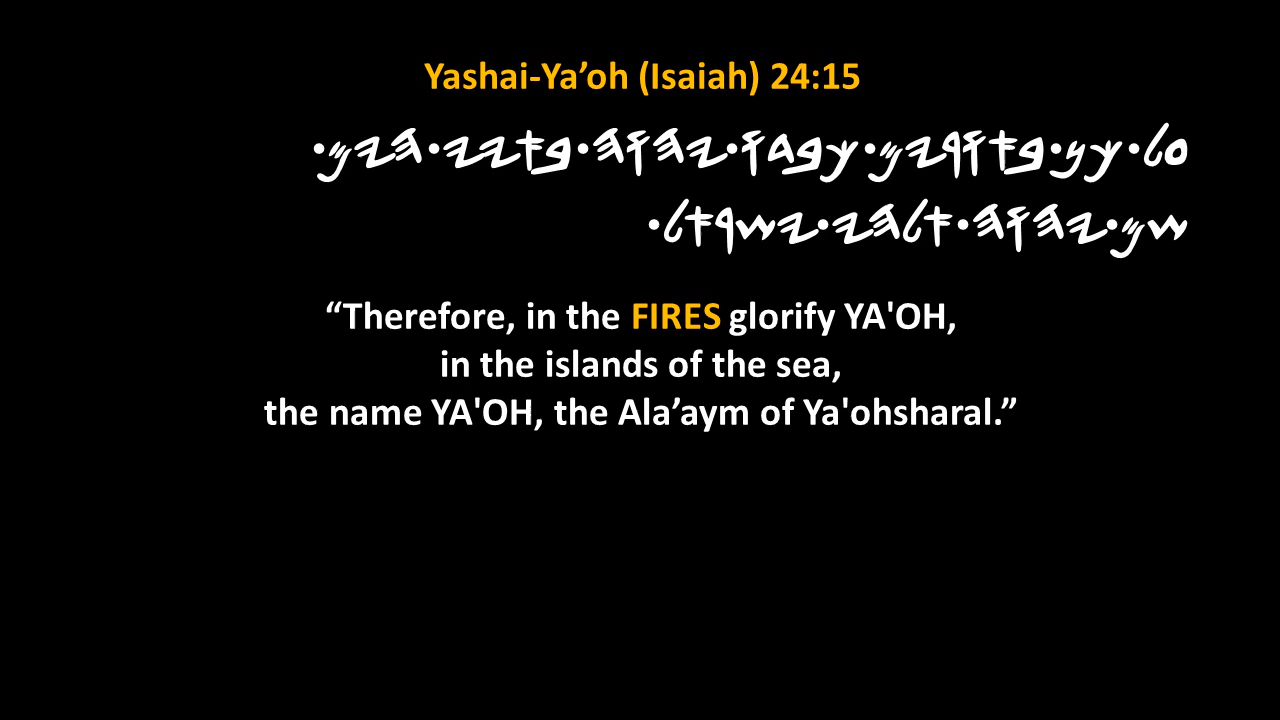 Yashai-Ya’oh (Isaiah) 24:15
𐤏𐤋·𐤊𐤍·𐤁𐤀𐤅𐤓𐤉𐤌·𐤊𐤁𐤃𐤅·𐤉𐤄𐤅𐤄·𐤁𐤀𐤉𐤉·𐤄𐤉𐤌·
𐤔𐤌·𐤉𐤄𐤅𐤄·𐤀𐤋𐤄𐤉·𐤉𐤔𐤓𐤀𐤋·
“Therefore, in the FIRES glorify YA'OH,
in the islands of the sea,
the name YA'OH, the Ala’aym of Ya'ohsharal.”